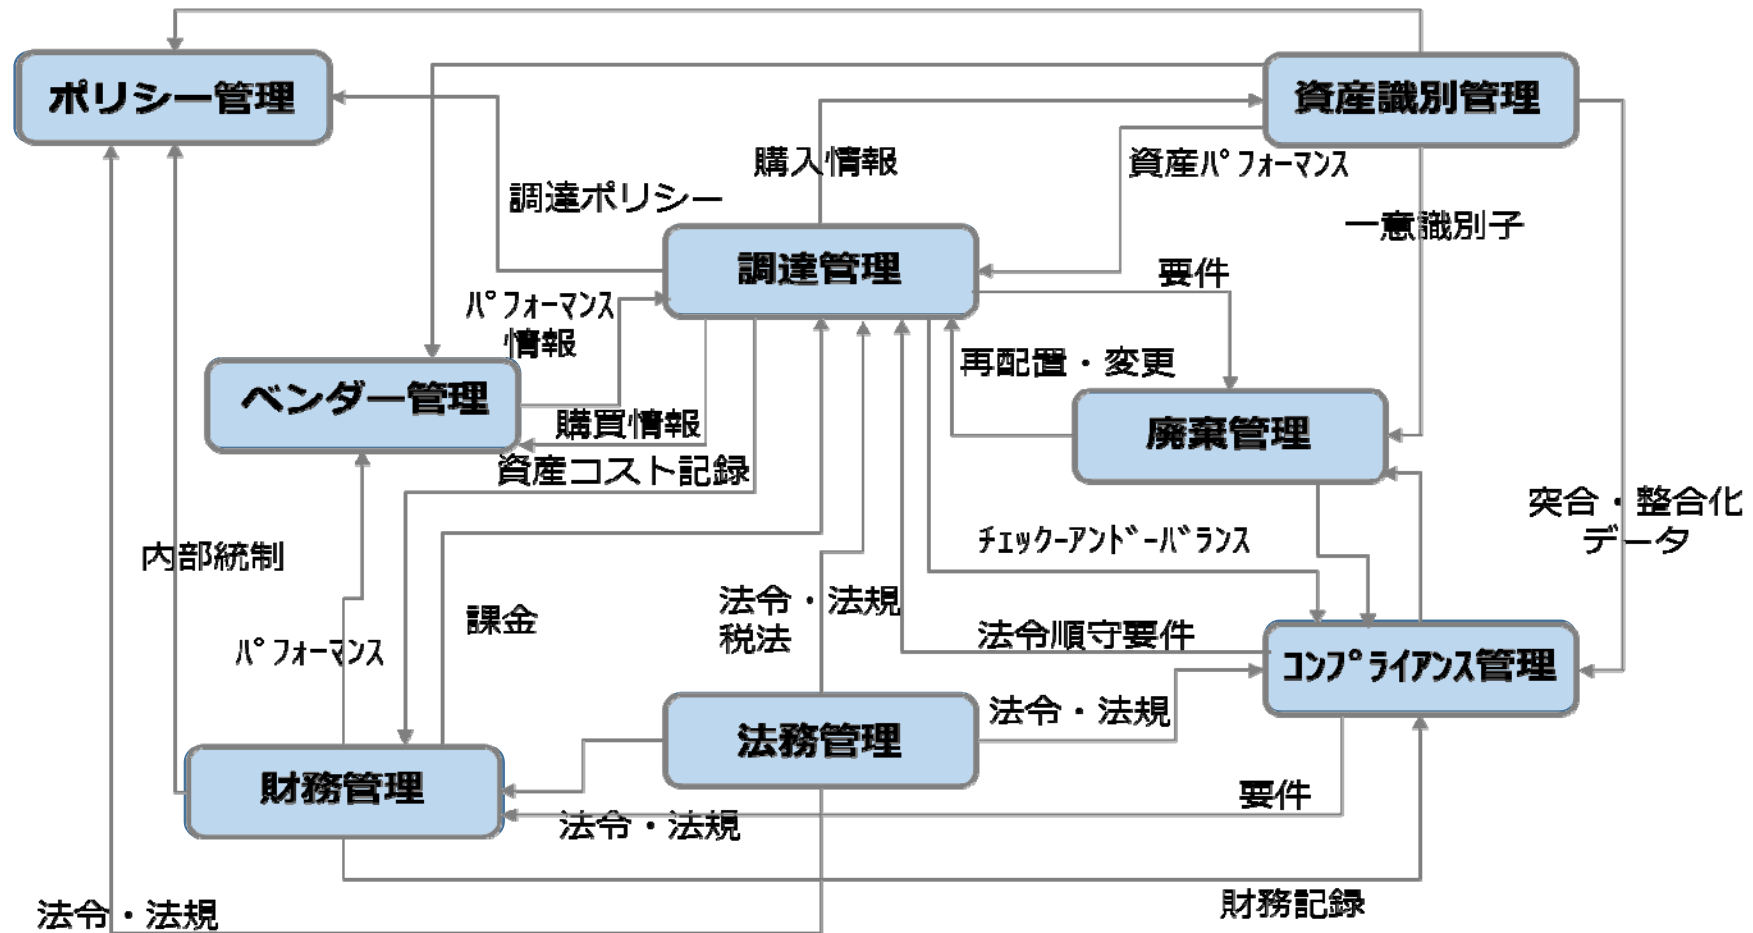 ポリシー管理
資産識別管理
購入情報
資産ﾊﾟﾌｫｰﾏﾝｽ
調達ポリシー
一意識別子
調達管理
要件
ﾊﾟﾌｫｰﾏﾝｽ
情報
再配置・変更
ベンダー管理
購買情報
廃棄管理
資産コスト記録
突合・整合化
データ
内部統制
ﾁｪｯｸｰｱﾝﾄﾞｰﾊﾞﾗﾝｽ
課金
法令・法規
税法
法令順守要件
ﾊﾟﾌｫｰﾏﾝｽ
ｺﾝﾌﾟﾗｲｱﾝｽ管理
法令・法規
法務管理
財務管理
要件
法令・法規
財務記録
法令・法規